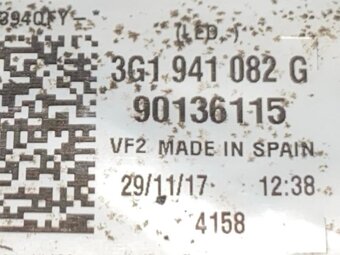 (LED..)
3G1 941 082 G
90136115
VF2 MADE IN SPAIN
29/11/17 12:38
4158